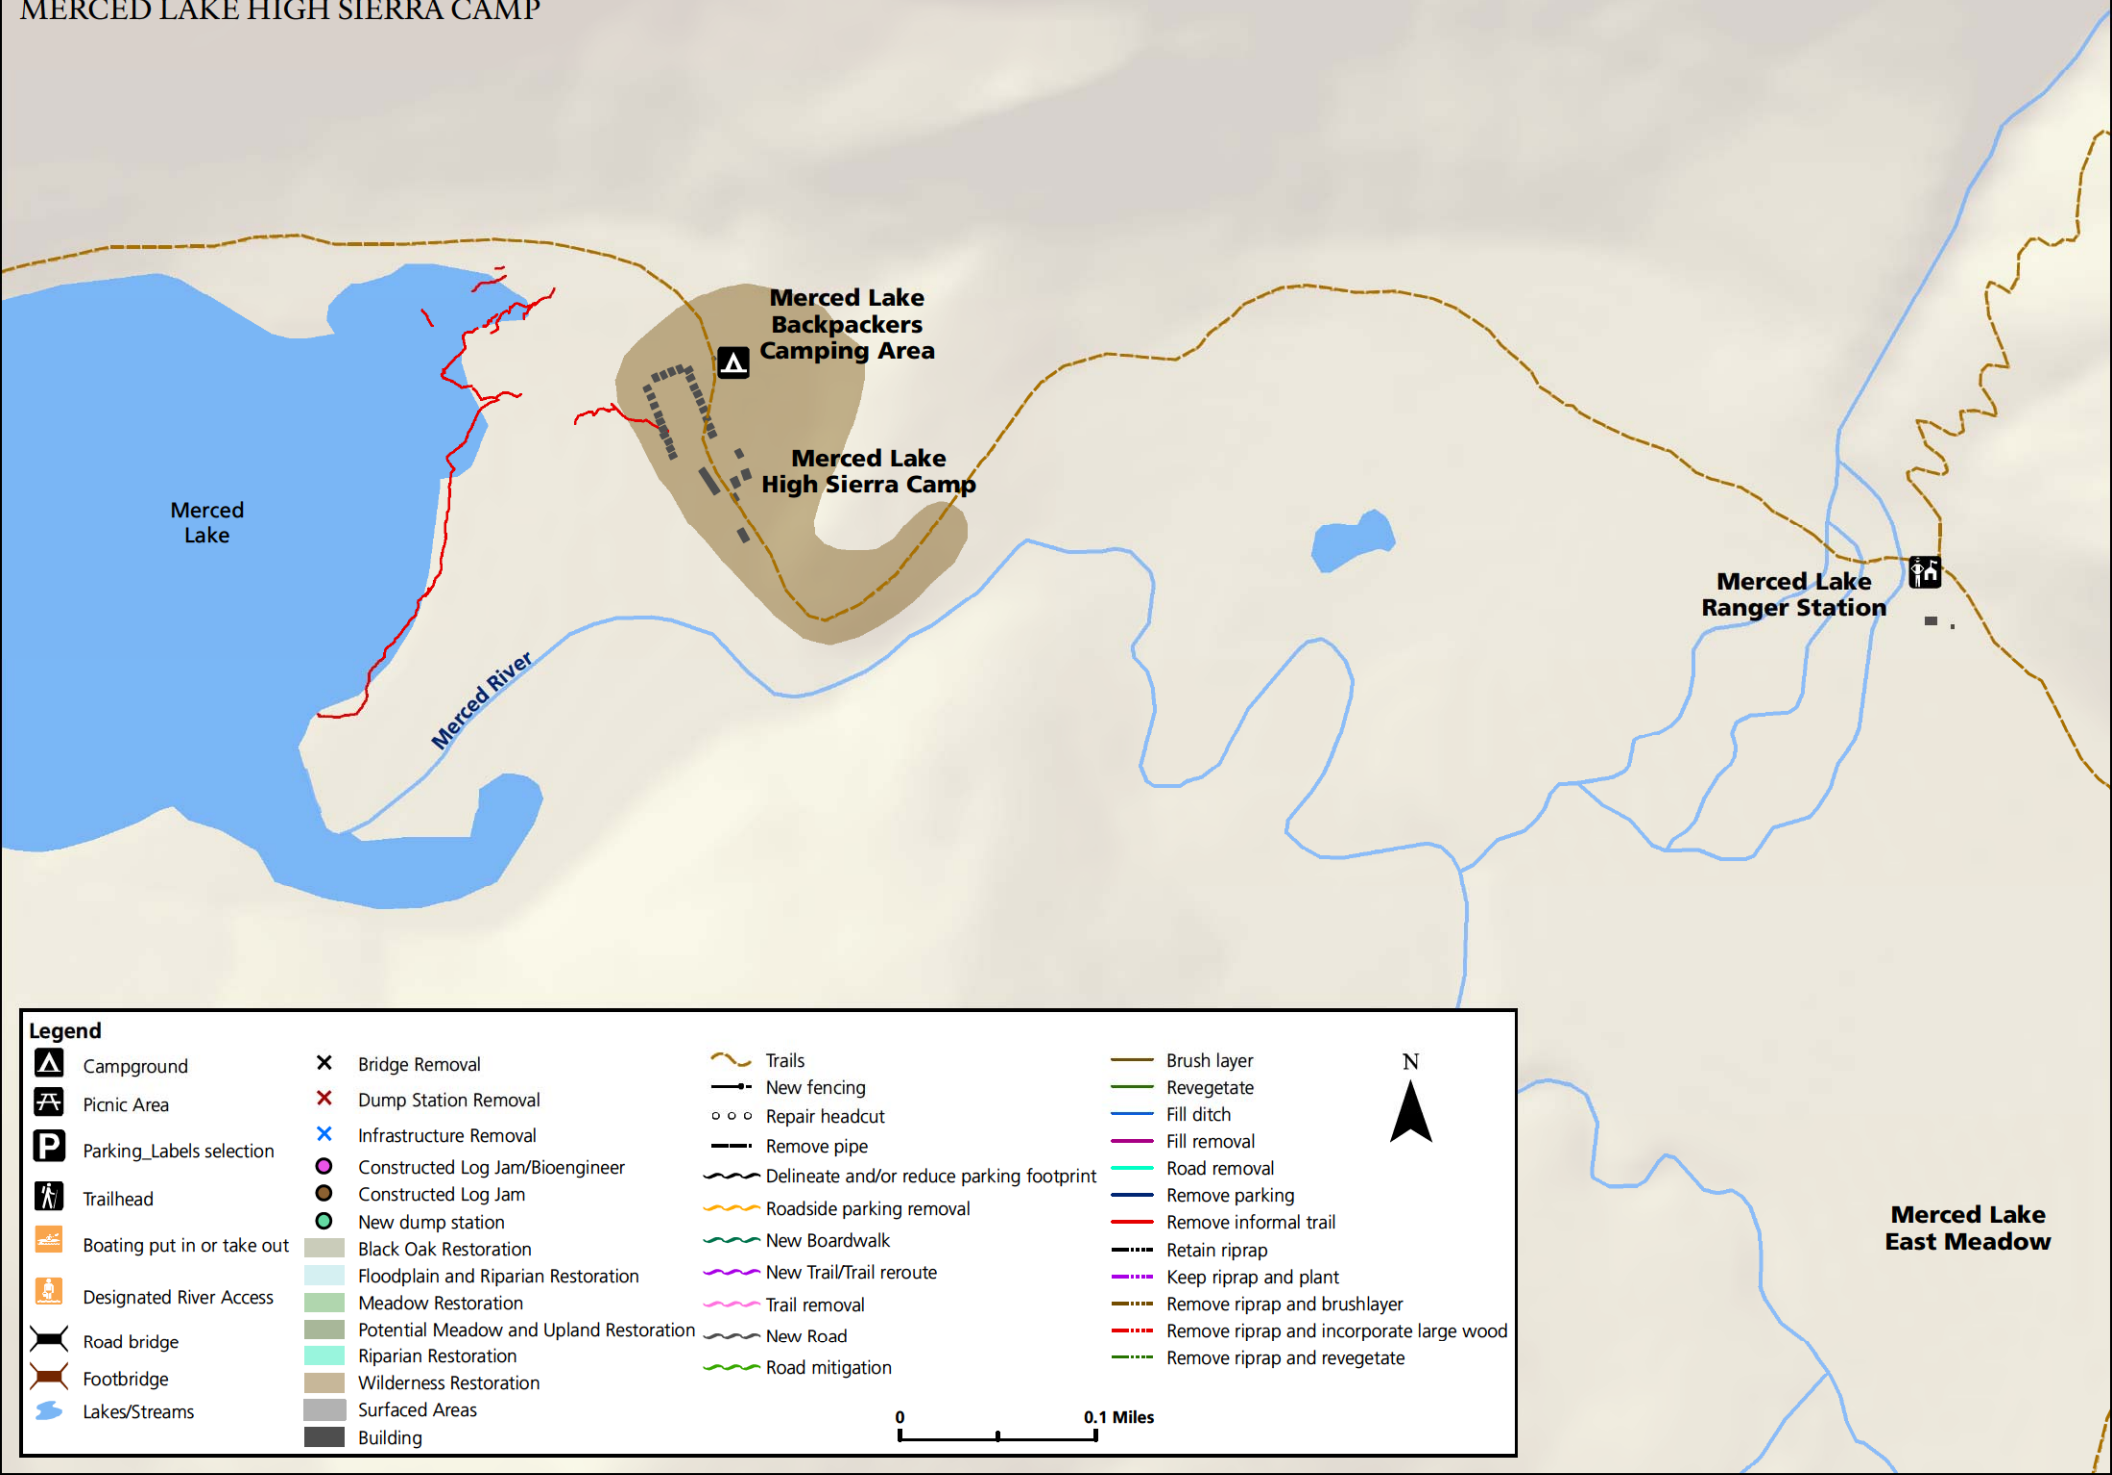 MERCED LAKE HIGH SIERRA CAMP
Merced Lake
Backpackers
Camping Area
Merced Lake
High Sierra Camp
Merced
Lake
Merced River
Merced Lake
Ranger Station
Merced Lake
East Meadow
Legend
Campground
Picnic Area
P
Parking_Labels selection
Trailhead
Boating put in or take out
Designated River Access
Road bridge
Footbridge
Lakes/Streams
Bridge Removal
Dump Station Removal
Infrastructure Removal
Constructed Log Jam/Bioengineer
Constructed Log Jam
New dump station
Black Oak Restoration
Floodplain and Riparian Restoration
Meadow Restoration
Potential Meadow and Upland Restoration
Riparian Restoration
Wilderness Restoration
Surfaced Areas
Building
Trails
New fencing
Repair headcut
Remove pipe
Delineate and/or reduce parking footprint
Roadside parking removal
New Boardwalk
New Trail/Trail reroute
Trail removal
New Road
Road mitigation
Brush layer
Revegetate
Fill ditch
Fill removal
Road removal
Remove parking
Remove informal trail
Retain riprap
Keep riprap and plant
Remove riprap and brushlayer
Remove riprap and incorporate large wood
Remove riprap and revegetate
N
0 0.1 Miles